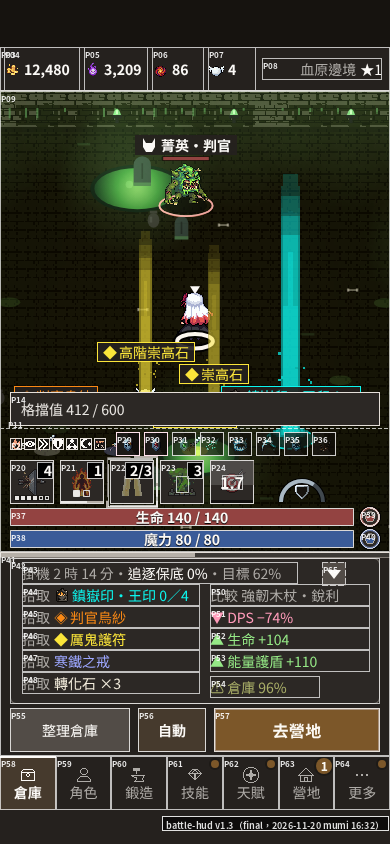 P04 12,480 P05 3,209 P06 86 P07 4 P08 血原邊境 ★1
P09
菁英・判官
◆高階崇高石
◆崇高石
P14 格擋值 412 / 600
P11
P29 P30 P31 P32 P33 P34 P35 P36
P20 4 P21 1 P22 2/3 P23 3 P24 1.7
P37 生命 140 / 140 P39
P38 魔力 80 / 80 P40
P41
掛機 2 時 14 分・追逐保底 0%・目標 62%
拾取 鎮獄印・王印 0／4
拾取 ◈判官烏紗
P46 拾取 ◆厲鬼護符
P47 拾取 寒鐵之戒
P48 拾取 轉化石 ×3
比較 強韌木杖・銳利
▼DPS −74%
▲生命 +104
▲能量護盾 +110
P54 倉庫 96%
P55 整理倉庫 P56 自動 P57 去營地
P58 倉庫 P59 角色 P60 鍛造 P61 技能 P62 天賦 P63 營地 1 P64 更多
battle-hud v1.3 (final，2026-11-20 mumi 16:32)